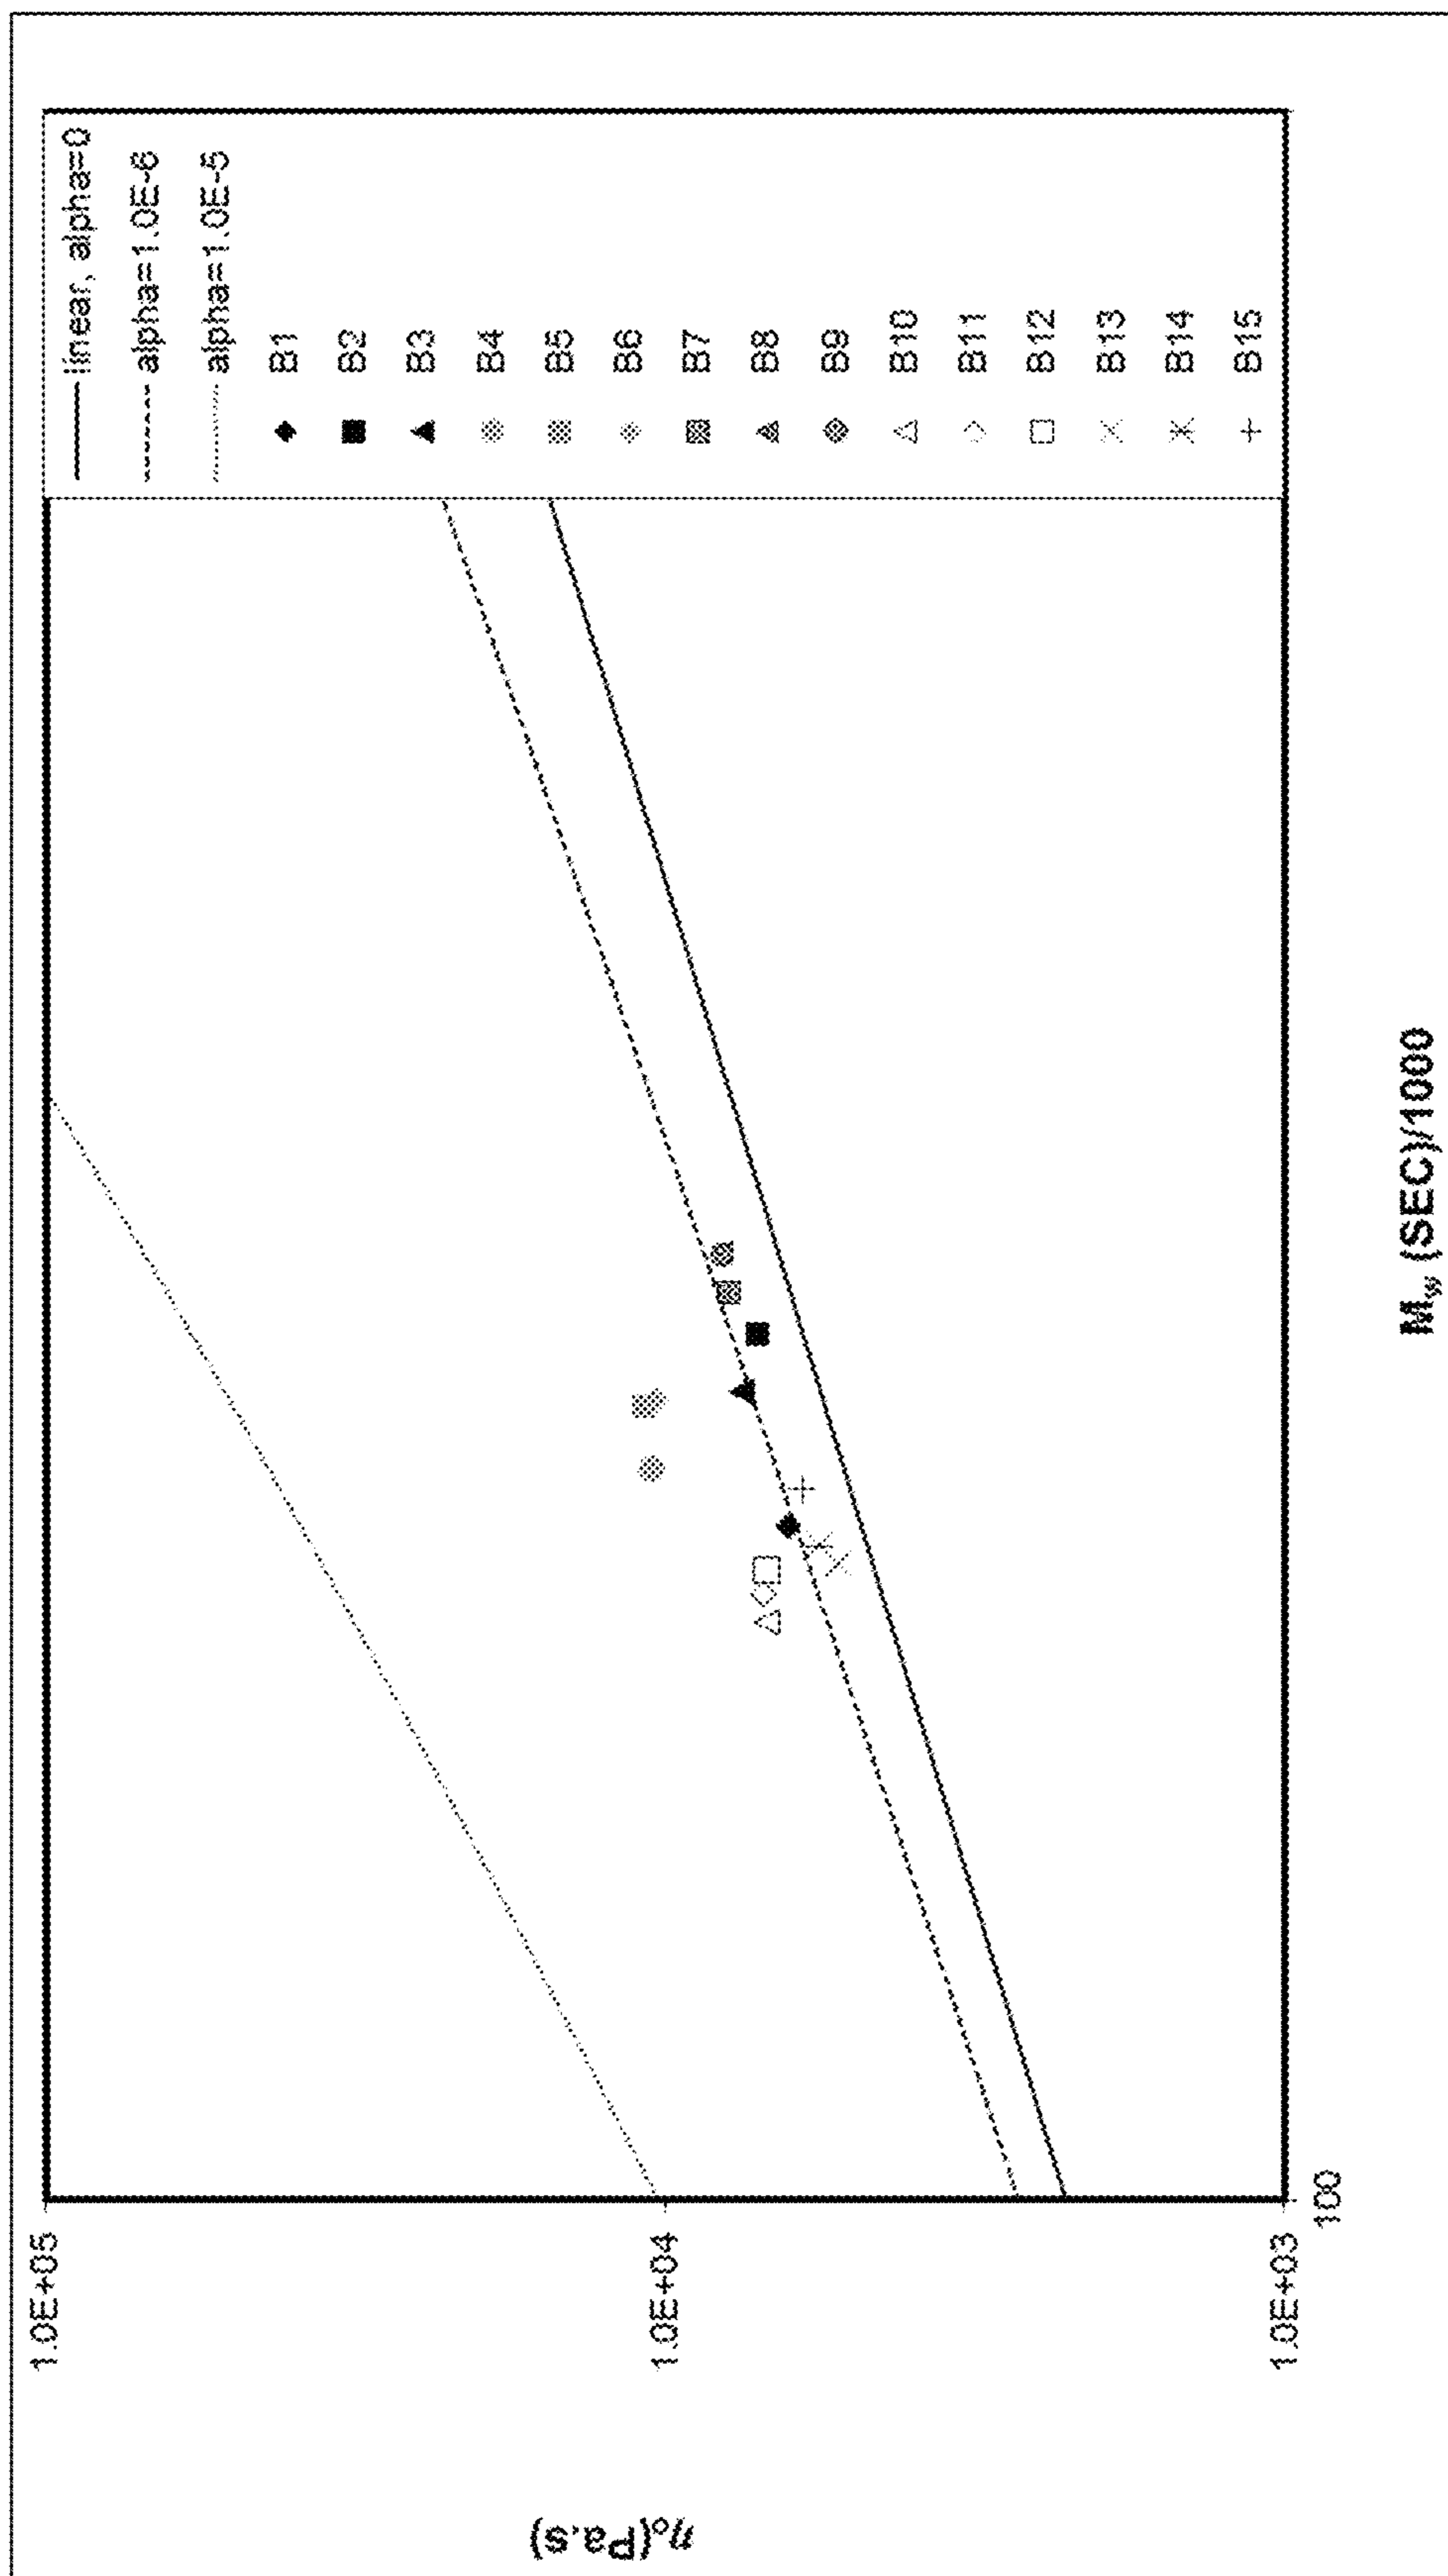 1.0E+05
1.0E+04
1.0E+03
η₀(Pa.s)
100
M_w (SEC)/1000
linear, alpha=0
alpha=1.0E-6
alpha=1.0E-5
B1
B2
B3
B4
B5
B6
B7
B8
B9
B10
B11
B12
B13
B14
B15